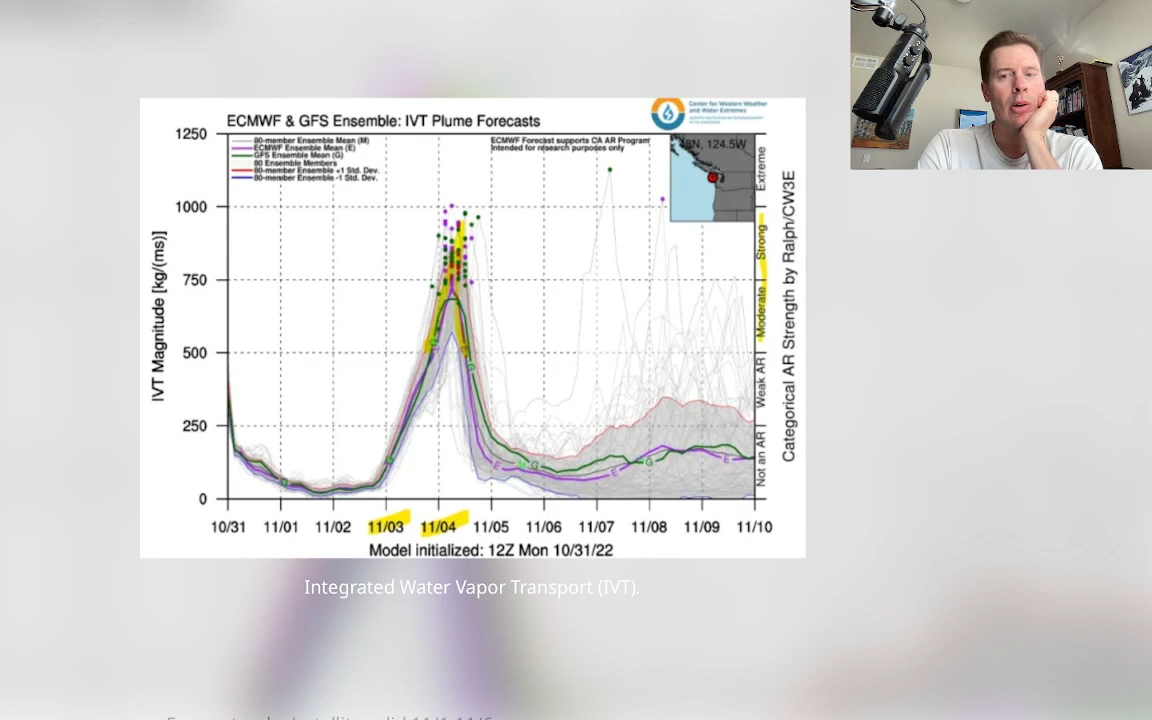 Center for Western Weather
and Water Extremes
ECMWF & GFS Ensemble: IVT Plume Forecasts
1250
1000
750
500
250
0
IVT Magnitude [kg/(ms)]
80-member Ensemble Mean (M)
ECMWF Ensemble Mean (E)
GFS Ensemble Mean (G)
80 Ensemble Members
80-member Ensemble +1 Std. Dev.
80-member Ensemble -1 Std. Dev.
ECMWF Forecast supports CA AR Program
Intended for research purposes only
48N, 124.5W
Extreme
Strong
Moderate
Weak AR
Not an AR
Categorical AR Strength by Ralph/CW3E
G
G
E
G
G
E
M
G
E
G
E
10/31 11/01 11/02 11/03 11/04 11/05 11/06 11/07 11/08 11/09 11/10
Model initialized: 12Z Mon 10/31/22
Integrated Water Vapor Transport (IVT).